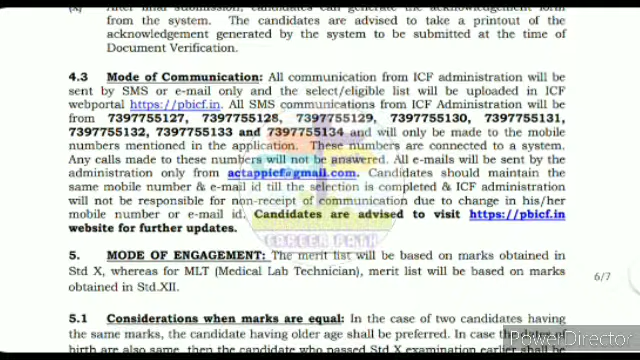 (x) After final submission, candidates can generate the acknowledgement form
from the system. The candidates are advised to take a printout of the
acknowledgement generated by the system to be submitted at the time of
Document Verification.
4.3 Mode of Communication: All communication from ICF administration will be
sent by SMS or e-mail only and the select/eligible list will be uploaded in ICF
webportal https://pbicf.in. All SMS communications from ICF Administration will be
from 7397755127, 7397755128, 7397755129, 7397755130, 7397755131,
7397755132, 7397755133 and 7397755134 and will only be made to the mobile
numbers mentioned in the application. These numbers are connected to a system.
Any calls made to these numbers will not be answered. All e-mails will be sent by the
administration only from actappicf@gmail.com. Candidates should maintain the
same mobile number & e-mail id till the selection is completed & ICF administration
will not be responsible for non-receipt of communication due to change in his/her
mobile number or e-mail id. Candidates are advised to visit https://pbicf.in
website for further updates.
CAREER PATH
5. MODE OF ENGAGEMENT: The merit list will be based on marks obtained in
Std X, whereas for MLT (Medical Lab Technician), merit list will be based on marks
obtained in Std.XII.
6/7
5.1 Considerations when marks are equal: In the case of two candidates having
the same marks, the candidate having older age shall be preferred. In case the dates of
birth are also same, then the candidate who passed Std X examination earlier shall be
PowerDirector